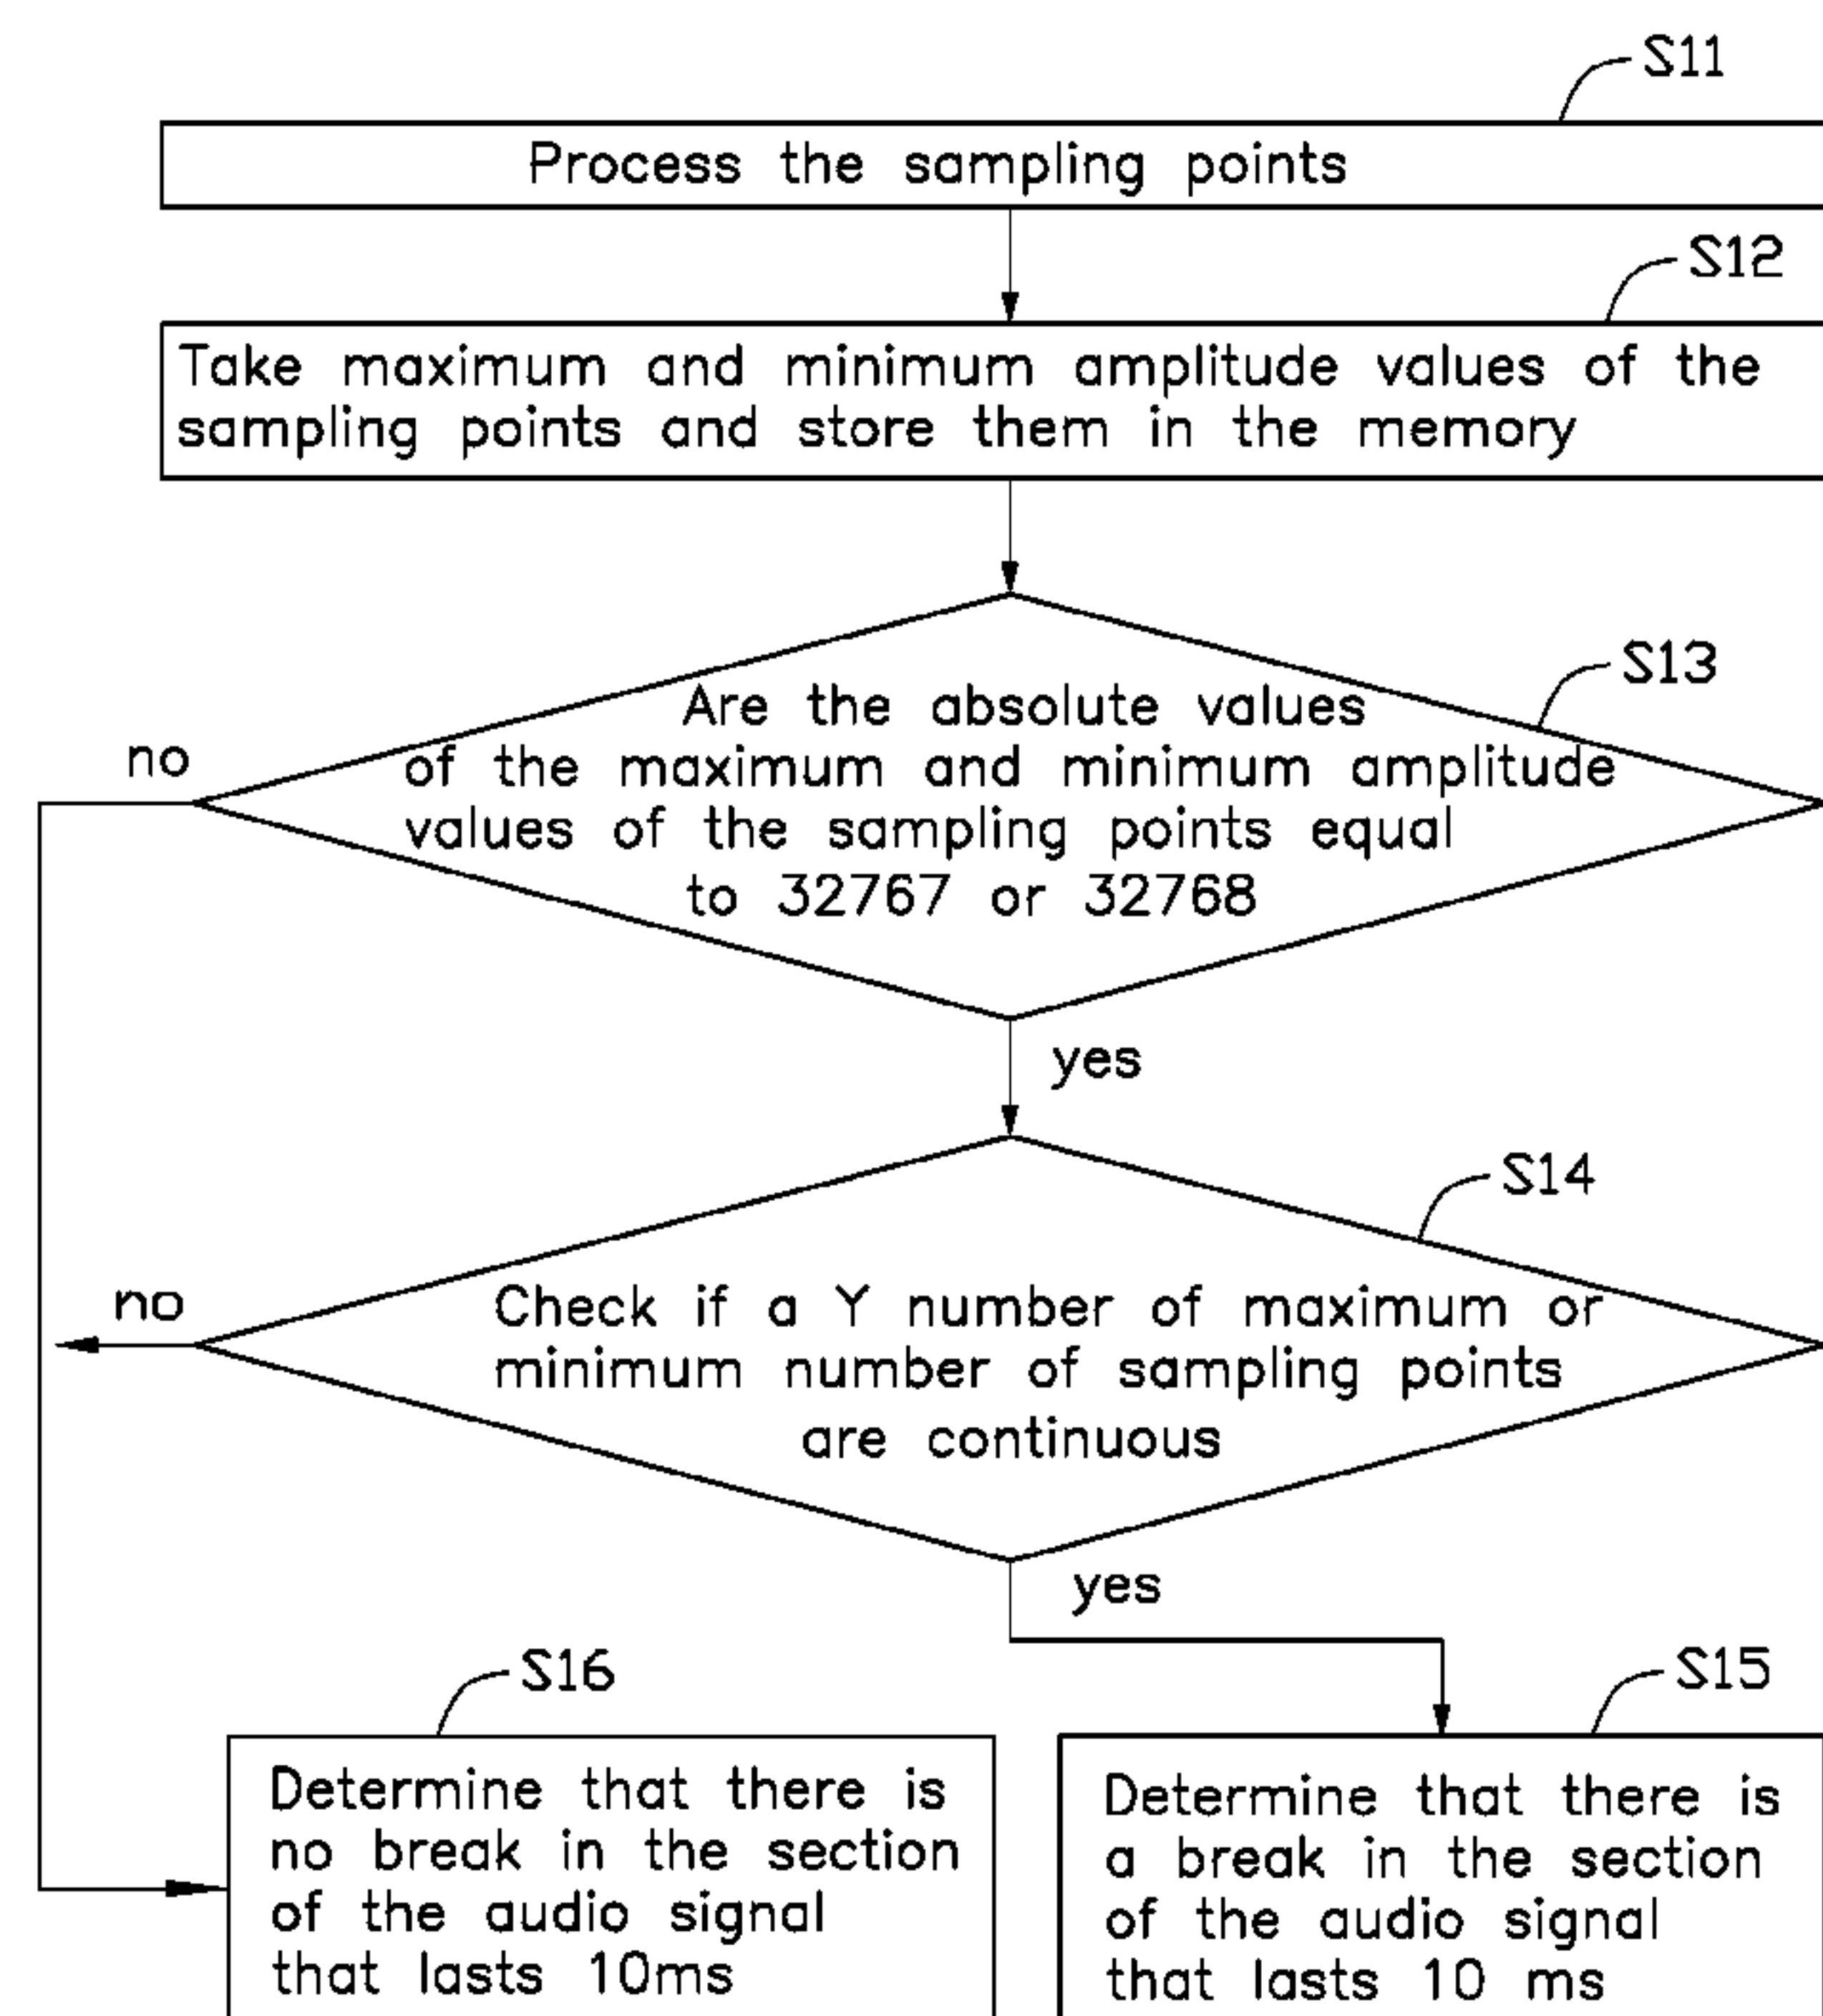 S11
Process the sampling points
S12
Take maximum and minimum amplitude values of the
sampling points and store them in the memory
S13
Are the absolute values
of the maximum and minimum amplitude
values of the sampling points equal
to 32767 or 32768
no
yes
S14
Check if a Y number of maximum or
minimum number of sampling points
are continuous
no
yes
S16
Determine that there is
no break in the section
of the audio signal
that lasts 10ms
S15
Determine that there is
a break in the section
of the audio signal
that lasts 10 ms